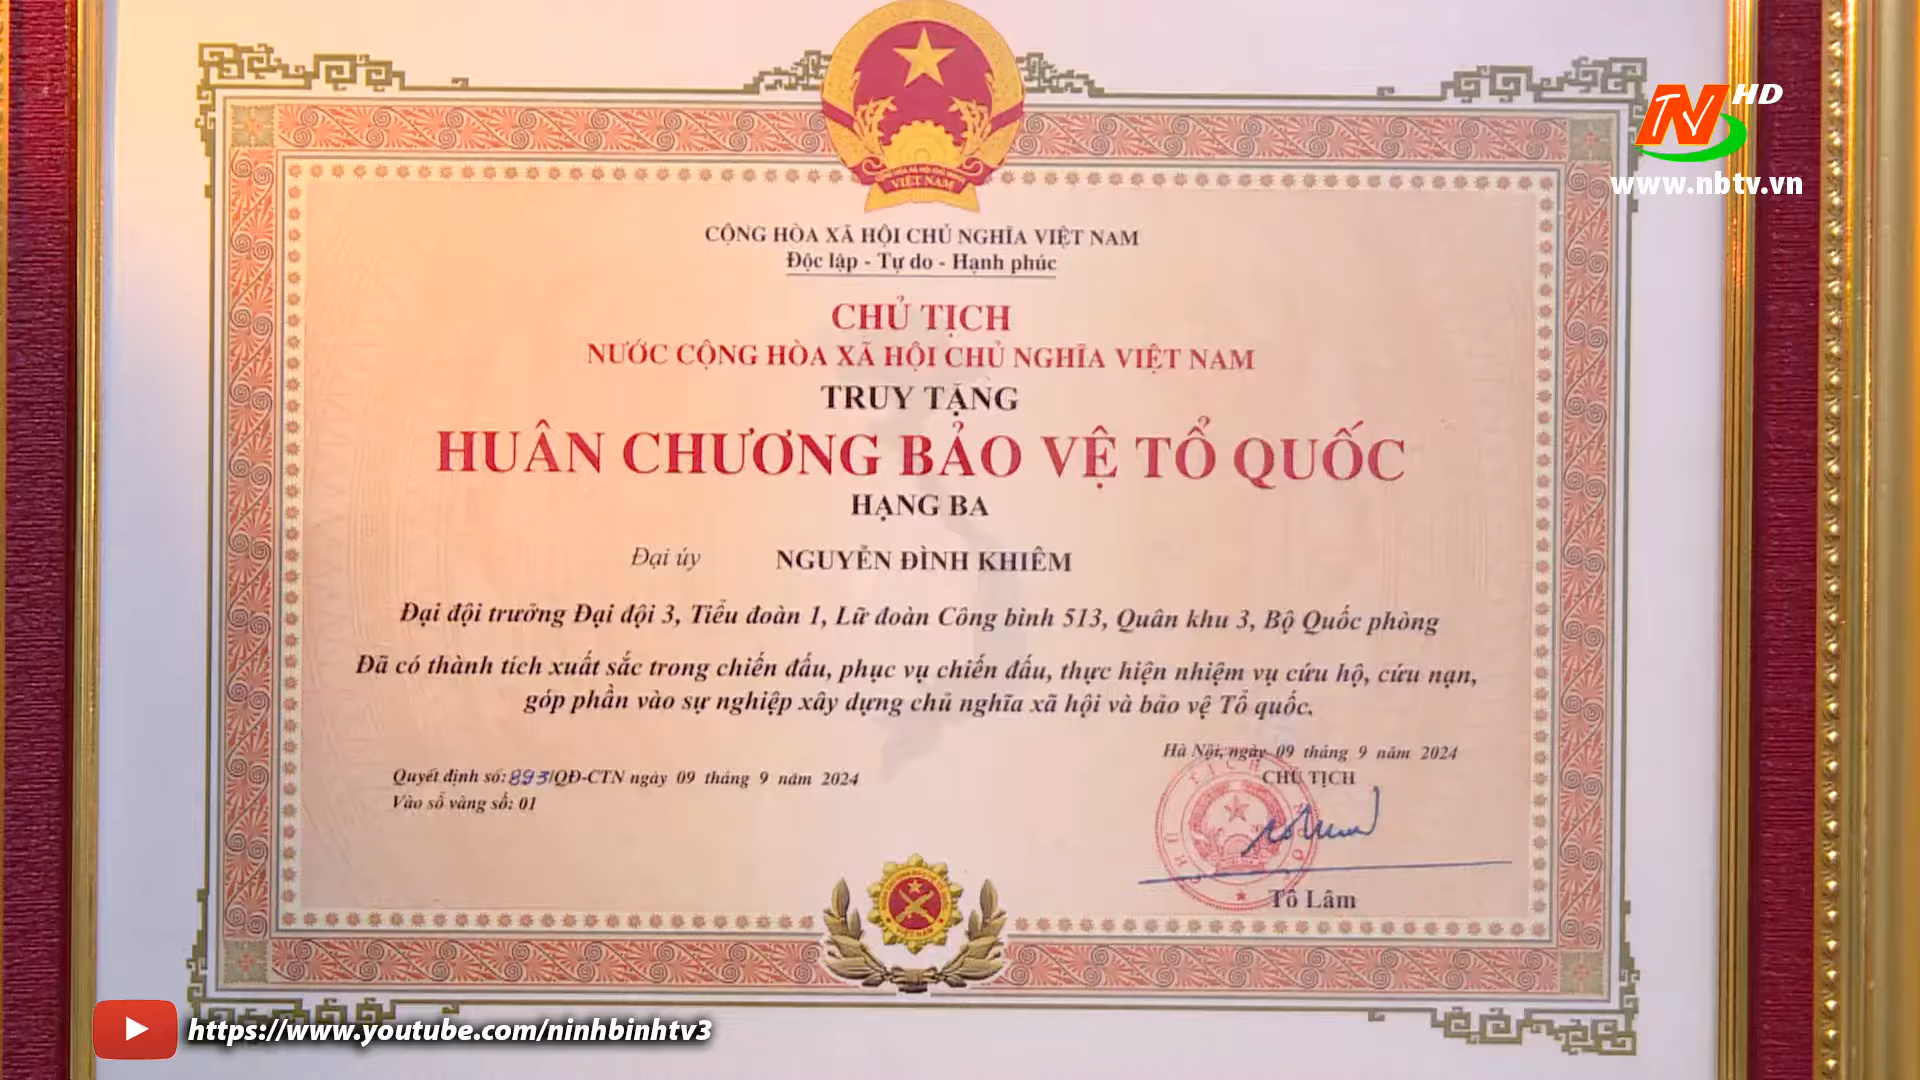 TV N HD
www.nbtv.vn
VIỆT NAM
CỘNG HÒA XÃ HỘI CHỦ NGHĨA VIỆT NAM
Độc lập - Tự do - Hạnh phúc
CHỦ TỊCH
NƯỚC CỘNG HÒA XÃ HỘI CHỦ NGHĨA VIỆT NAM
TRUY TẶNG
HUÂN CHƯƠNG BẢO VỆ TỔ QUỐC
HẠNG BA
Đại úy NGUYỄN ĐÌNH KHIÊM
Đại đội trưởng Đại đội 3, Tiểu đoàn 1, Lữ đoàn Công binh 513, Quân khu 3, Bộ Quốc phòng
Đã có thành tích xuất sắc trong chiến đấu, phục vụ chiến đấu, thực hiện nhiệm vụ cứu hộ, cứu nạn,
góp phần vào sự nghiệp xây dựng chủ nghĩa xã hội và bảo vệ Tổ quốc.
Hà Nội, ngày 09 tháng 9 năm 2024
CHỦ TỊCH
Quyết định số: 893/QĐ-CTN ngày 09 tháng 9 năm 2024
Vào sổ vàng số: 01
Tô Lâm
https://www.youtube.com/ninhbinhtv3